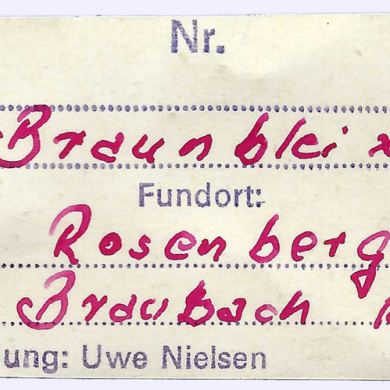 Nr.
Braunblei
Fundort:
Rosenberg
Braubach
ung: Uwe Nielsen